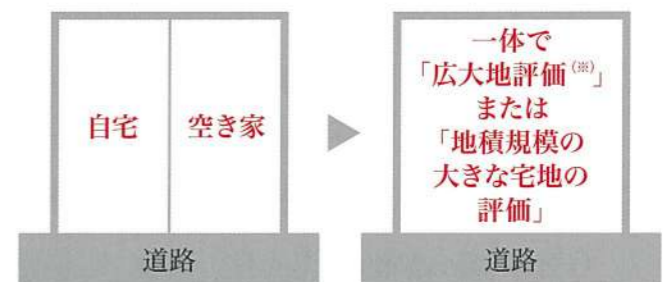 自宅
空き家
道路
一体で
「広大地評価(※)」
または
「地積規模の
大きな宅地の
評価」
道路